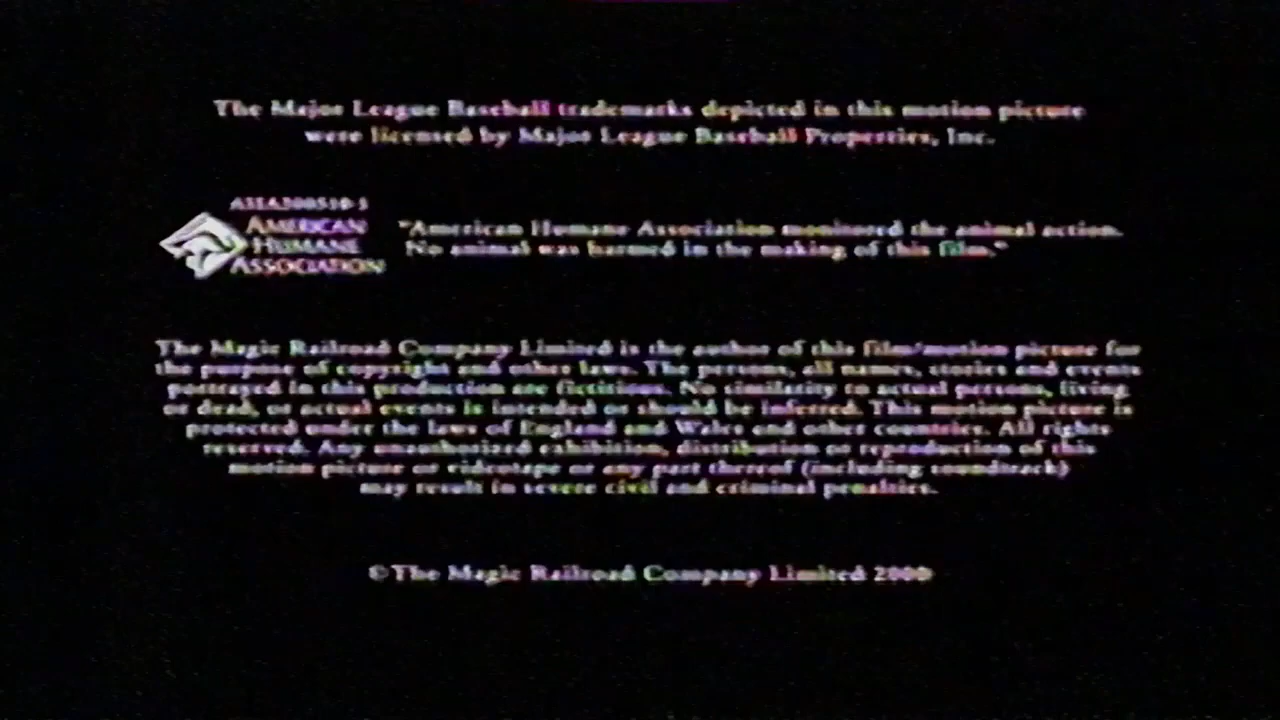 The Major League Baseball trademarks depicted in this motion picture
were licensed by Major League Baseball Properties, Inc.
AMERICAN
HUMANE
ASSOCIATION
"American Humane Association monitored the animal action.
No animal was harmed in the making of this film."
The Magic Railroad Company Limited is the author of this film/motion picture for
the purpose of copyright and other laws. The persons, all names, stories and events
portrayed in this production are fictitious. No similarity to actual persons, living
or dead, or actual events is intended or should be inferred. This motion picture is
protected under the laws of England and Wales and other countries. All rights
reserved. Any unauthorized exhibition, distribution or reproduction of this
motion picture or videotape or any part thereof (including soundtrack)
may result in severe civil and criminal penalties.
©The Magic Railroad Company Limited 2000